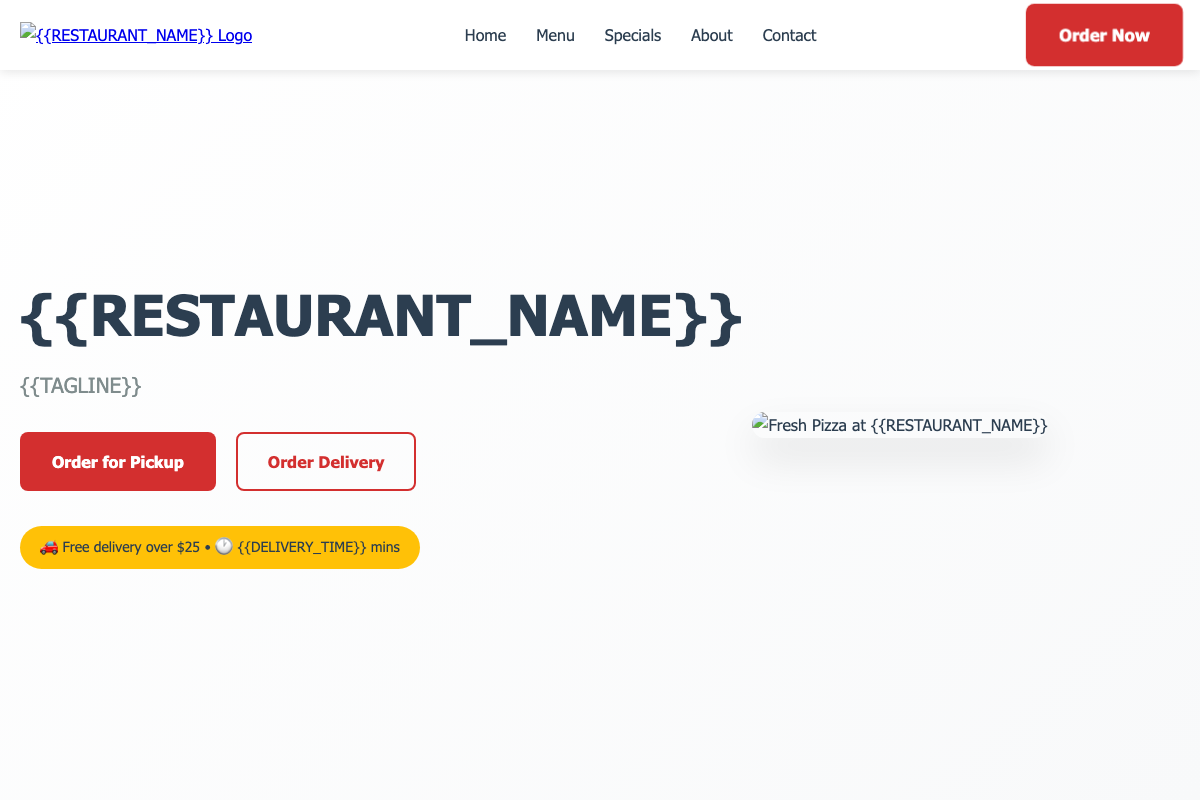 {{RESTAURANT_NAME}} Logo
Home Menu Specials About Contact
Order Now
{{RESTAURANT_NAME}}
{{TAGLINE}}
Order for Pickup Order Delivery
🚗 Free delivery over $25 • 🕐 {{DELIVERY_TIME}} mins
Fresh Pizza at {{RESTAURANT_NAME}}